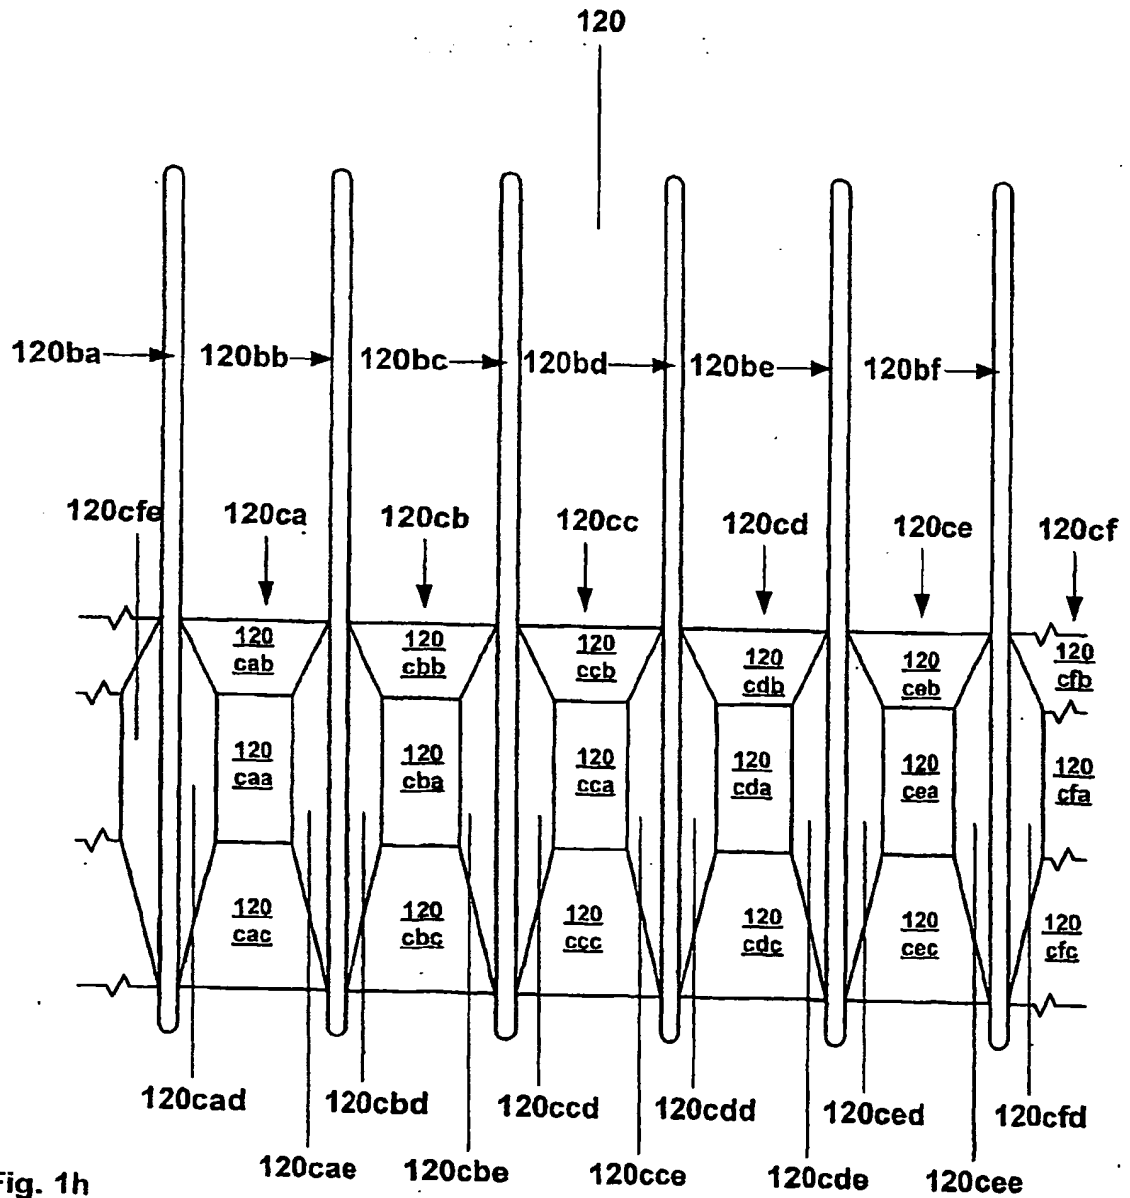 120
120ba 120bb 120bc 120bd 120be 120bf
120cfe 120ca 120cb 120cc 120cd 120ce 120cf
120 120 120 120 120 120
cab cbb ccb cdb ceb cfb
120 120 120 120 120 120
caa cba cca cda cea cfa
120 120 120 120 120 120
cac cbc ccc cdc cec cfc
120cad 120cbd 120ccd 120cdd 120ced 120cfd
120cae 120cbe 120cce 120cde 120cee
Fig. 1h